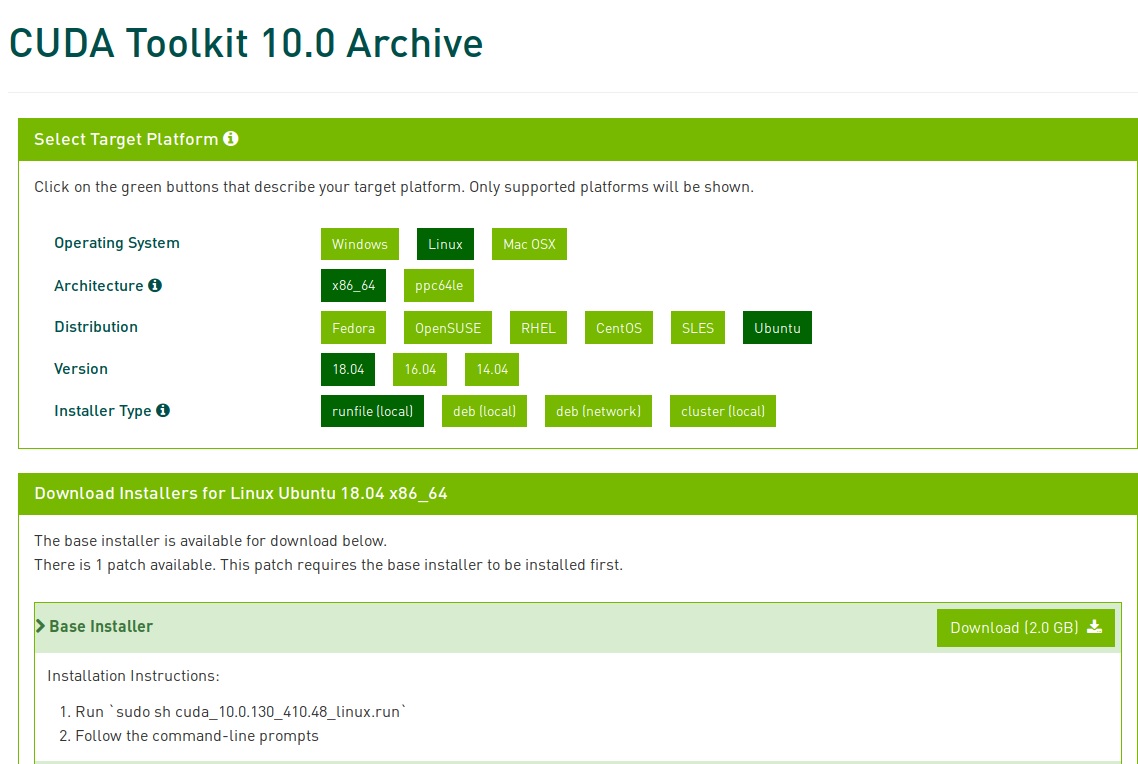 CUDA Toolkit 10.0 Archive
Select Target Platform
Click on the green buttons that describe your target platform. Only supported platforms will be shown.
Operating System Windows Linux Mac OSX
Architecture x86_64 ppc64le
Distribution Fedora OpenSUSE RHEL CentOS SLES Ubuntu
Version 18.04 16.04 14.04
Installer Type runfile (local) deb (local) deb (network) cluster (local)
Download Installers for Linux Ubuntu 18.04 x86_64
The base installer is available for download below.
There is 1 patch available. This patch requires the base installer to be installed first.
Base Installer Download (2.0 GB)
Installation Instructions:
1. Run `sudo sh cuda_10.0.130_410.48_linux.run`
2. Follow the command-line prompts